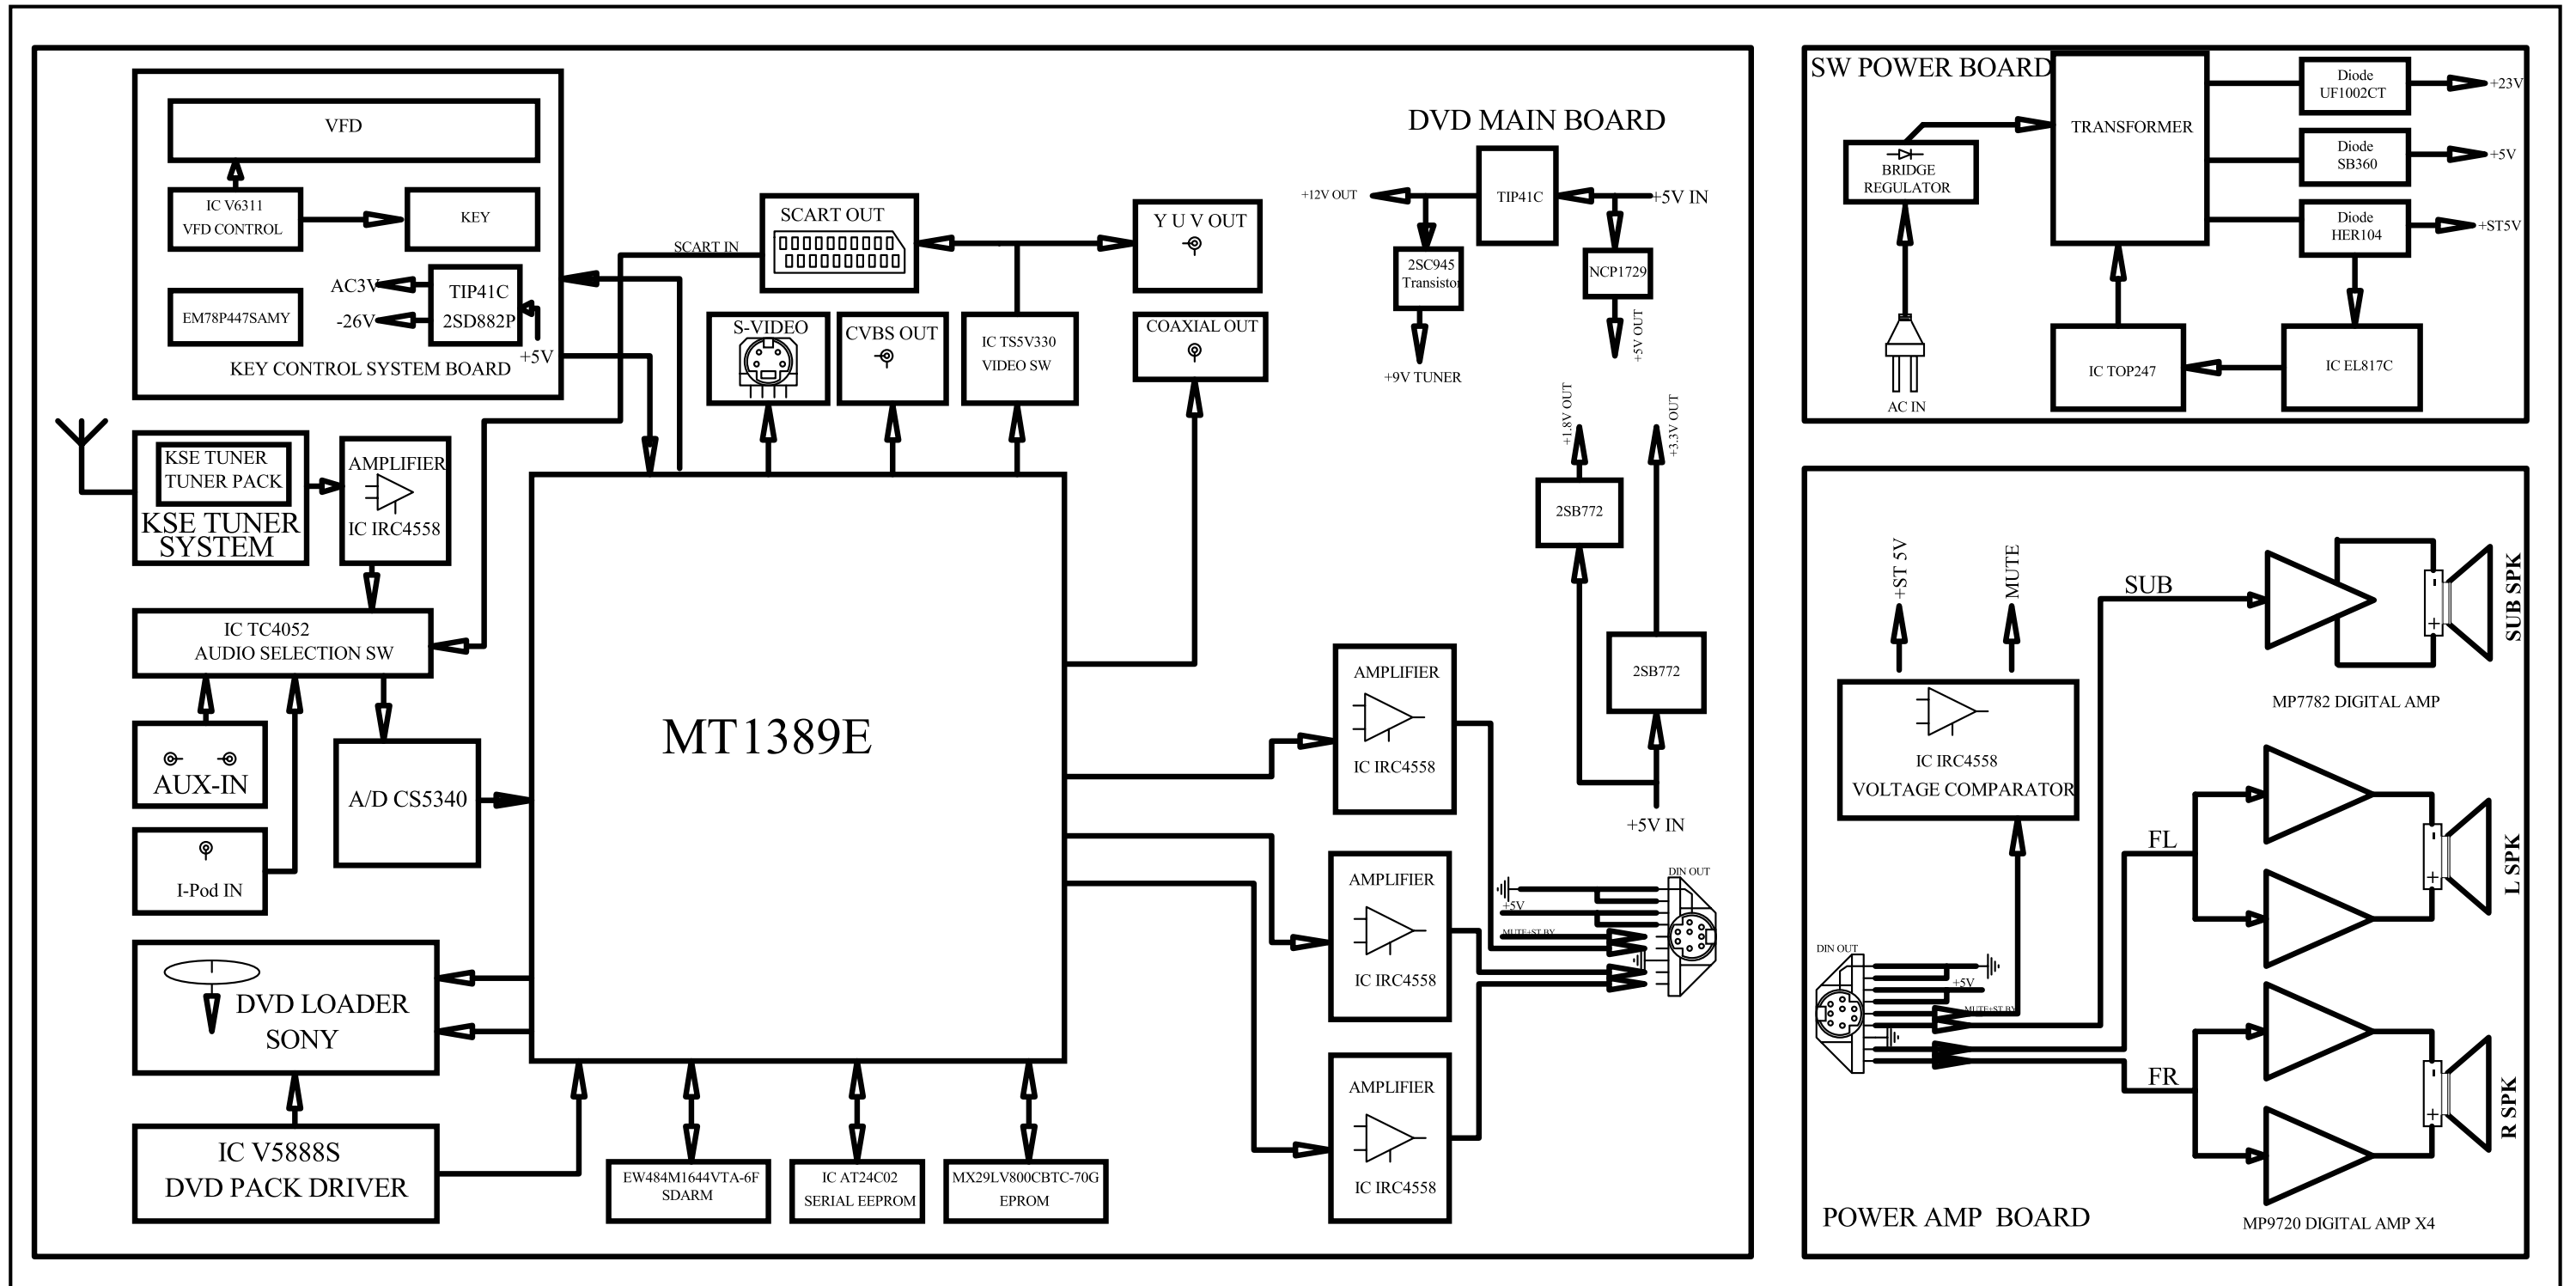 VFD
IC V6311
VFD CONTROL
KEY
AC3V
-26V
TIP41C
2SD882P
EM78P447SAMY
+5V
KEY CONTROL SYSTEM BOARD
KSE TUNER
TUNER PACK
KSE TUNER
SYSTEM
AMPLIFIER
IC IRC4558
IC TC4052
AUDIO SELECTION SW
AUX-IN
I-Pod IN
A/D CS5340
DVD LOADER
SONY
IC V5888S
DVD PACK DRIVER
SCART IN
SCART OUT
Y U V OUT
S-VIDEO
CVBS OUT
IC TS5V330
VIDEO SW
COAXIAL OUT
MT1389E
EW484M1644VTA-6F
SDARM
IC AT24C02
SERIAL EEPROM
MX29LV800CBTC-70G
EPROM
DVD MAIN BOARD
+12V OUT
TIP41C
+5V IN
2SC945
Transistor
NCP1729
+9V TUNER
+5V OUT
+1.8V OUT
+3.3V OUT
2SB772
2SB772
+5V IN
AMPLIFIER
IC IRC4558
AMPLIFIER
IC IRC4558
AMPLIFIER
IC IRC4558
DIN OUT
+5V
MUTE+ST BY
SW POWER BOARD
TRANSFORMER
BRIDGE
REGULATOR
AC IN
Diode
UF1002CT
+23V
Diode
SB360
+5V
Diode
HER104
+ST5V
IC TOP247
IC EL817C
+ST 5V
MUTE
IC IRC4558
VOLTAGE COMPARATOR
SUB
- +
SUB SPK
MP7782 DIGITAL AMP
FL
- +
L SPK
DIN OUT
+5V
MUTE+ST BY
FR
- +
R SPK
POWER AMP BOARD
MP9720 DIGITAL AMP X4